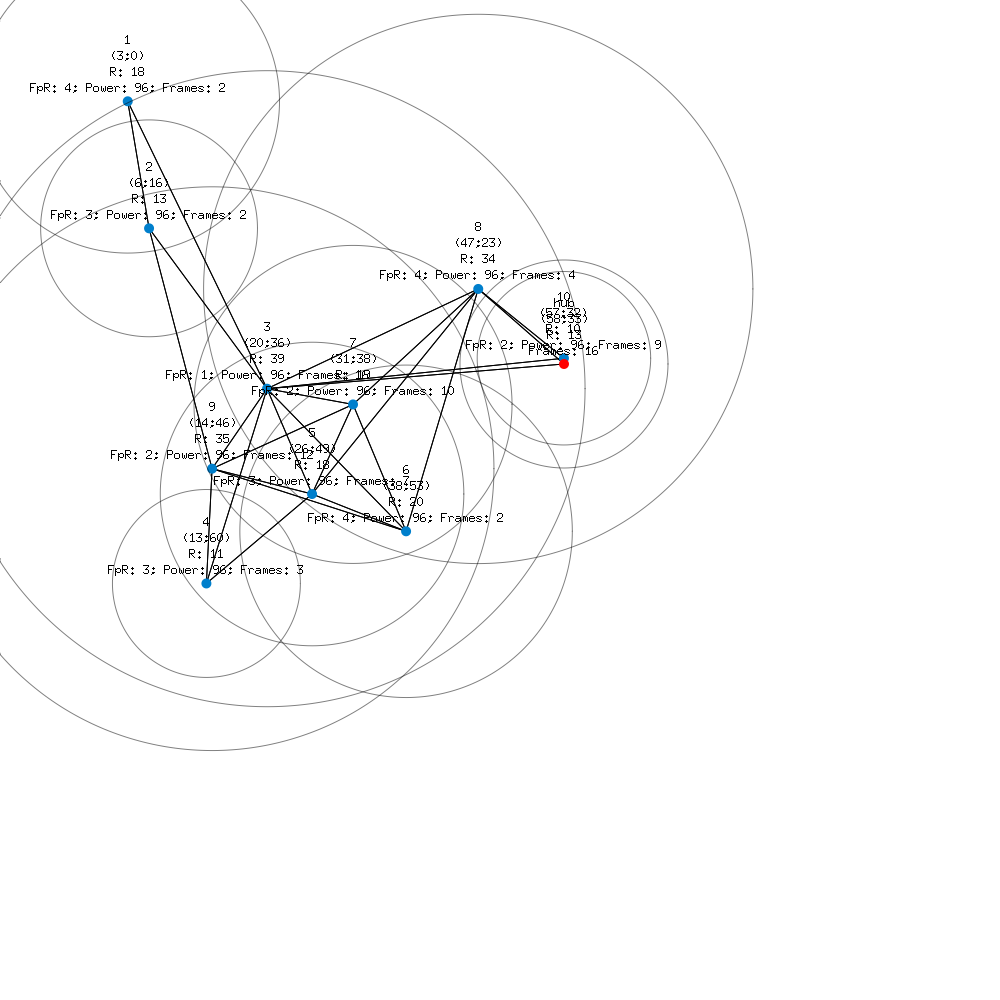 1
(3;0)
R: 18
FpR: 4; Power: 96; Frames: 2
2
(6;16)
R: 13
FpR: 3; Power: 96; Frames: 2
8
(47;23)
R: 34
FpR: 4; Power: 96; Frames: 4
10
(57;32)
R: 10
FpR: 2; Power: 96; Frames: 9
hub
(58;33)
R: 13
Frames: 16
3
(20;36)
R: 39
FpR: 1; Power: 96; Frames:
7
(31;38)
R: 19
FpR: 2; Power: 96; Frames: 10
9
(14;46)
R: 35
FpR: 2; Power: 96; Frames: 12
5
(26;49)
R: 18
FpR: 3; Power: 96; Frames: 7
6
(38;53)
R: 20
FpR: 4; Power: 96; Frames: 2
4
(13;60)
R: 11
FpR: 3; Power: 96; Frames: 3